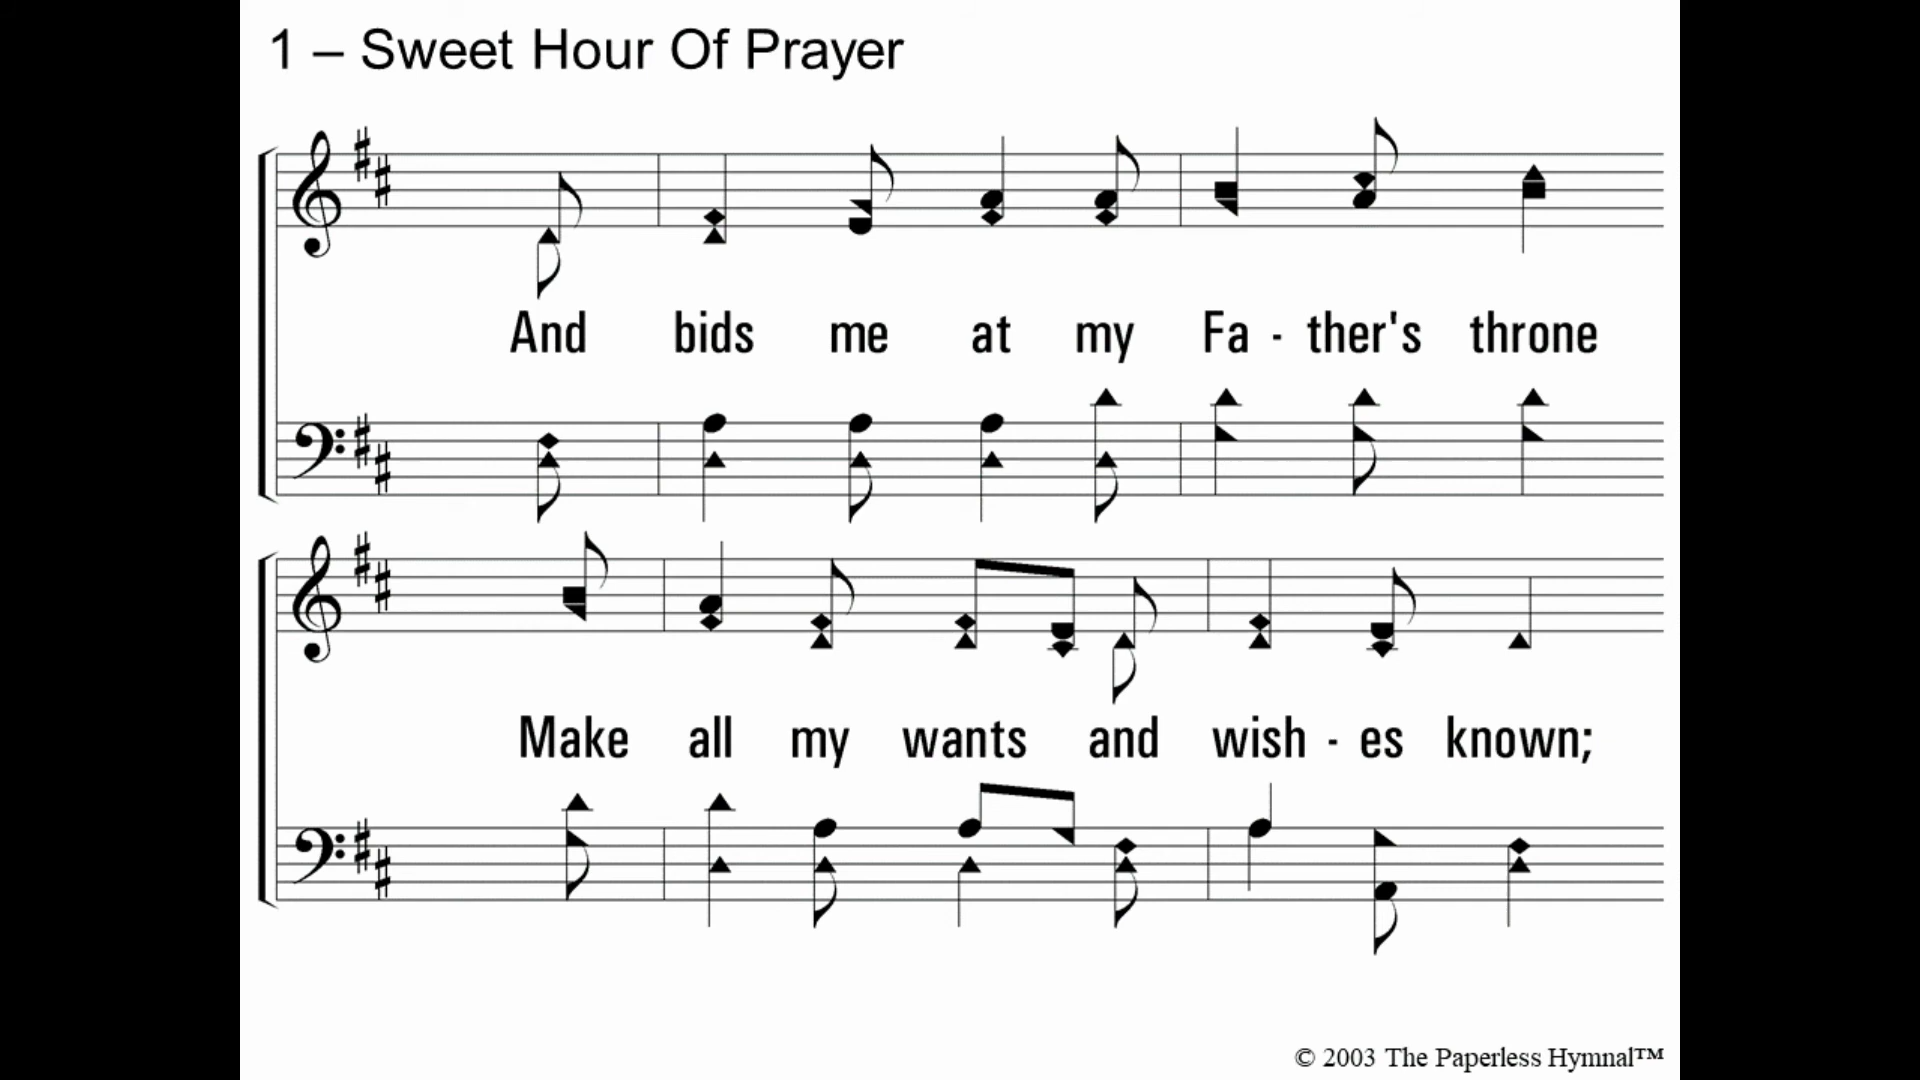 1 – Sweet Hour Of Prayer
And bids me at my Fa - ther's throne
Make all my wants and wish - es known;
© 2003 The Paperless Hymnal™